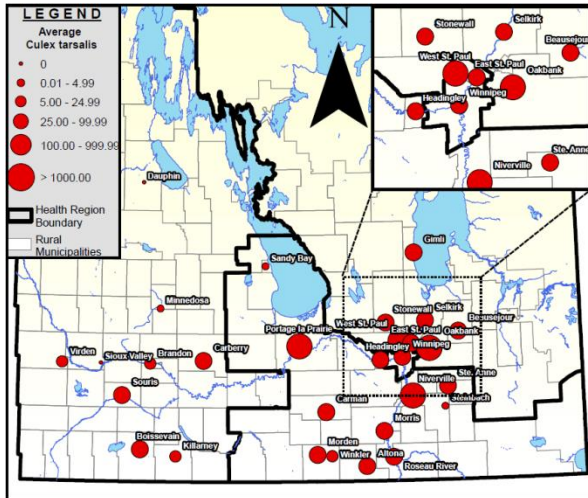 LEGEND
Average
Culex tarsalis
0
0.01 - 4.99
5.00 - 24.99
25.00 - 99.99
100.00 - 999.99
> 1000.00
Health Region
Boundary
Rural
Municipalities
N
Stonewall
Selkirk
Beausejour
West St. Paul
East St. Paul
Oakbank
Headingley
Winnipeg
Ste. Anne
Niverville
Dauphin
Gimli
Sandy Bay
Minnedosa
Stonewall
Selkirk
West St. Paul
Beausejour
Portage la Prairie
East St. Paul
Oakbank
Headingley
Winnipeg
Virden
Sioux Valley
Brandon
Carberry
Niverville
Ste. Anne
Souris
Steinbach
Carman
Morris
Boissevain
Killarney
Morden
Winkler
Altona
Roseau River